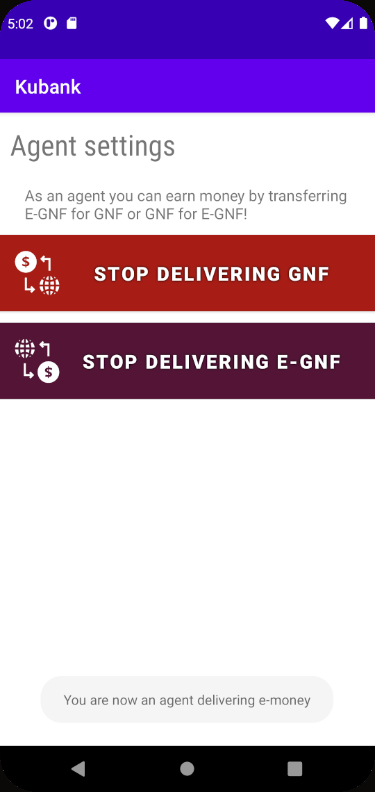 5:02
Kubank
Agent settings
As an agent you can earn money by transferring
E-GNF for GNF or GNF for E-GNF!
$
STOP DELIVERING GNF
STOP DELIVERING E-GNF
$
You are now an agent delivering e-money